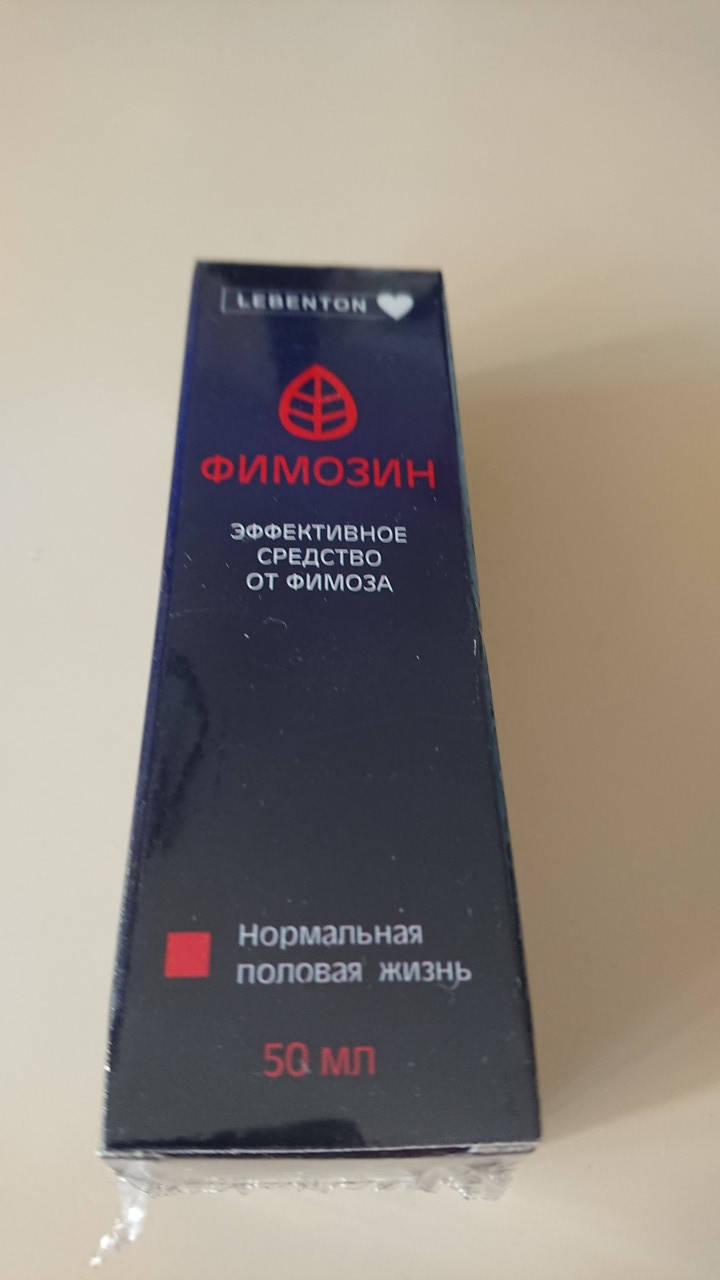 LEBENTON
ФИМОЗИН
ЭФФЕКТИВНОЕ
СРЕДСТВО
ОТ ФИМОЗА
Нормальная
половая жизнь
50 мл